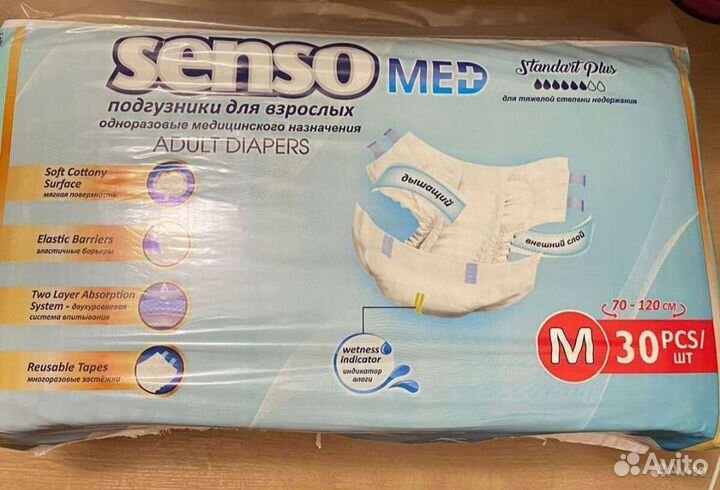 senso MED
Standart Plus
для тяжелой степени недержания
подгузники для взрослых
одноразовые медицинского назначения
ADULT DIAPERS
Soft Cottony
Surface
мягкая поверхность
Elastic Barriers
эластичные барьеры
Two Layer Absorption
System - двухуровневая
система впитывания
Reusable Tapes
многоразовые застёжки
дышащий
внешний слой
wetness
indicator
индикатор
влаги
70 - 120 см
M 30 PCS/
ШТ
Avito